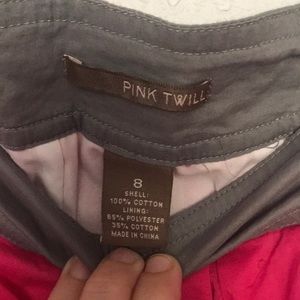 PINK TWILL
8
SHELL:
100% COTTON
LINING:
65% POLYESTER
35% COTTON
MADE IN CHINA